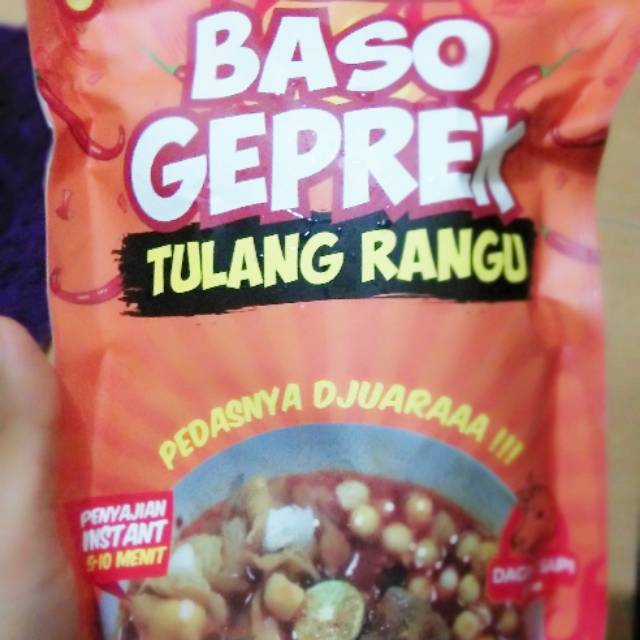 BASO
GEPREK
TULANG RANGU
PEDASNYA DJUARAAA !!!
PENYAJIAN
INSTANT
5-10 MENIT